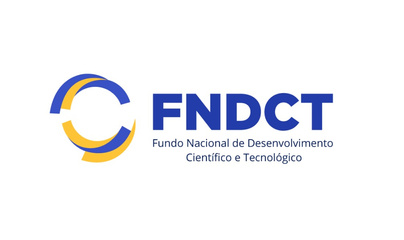 FNDCT
Fundo Nacional de Desenvolvimento
Científico e Tecnológico